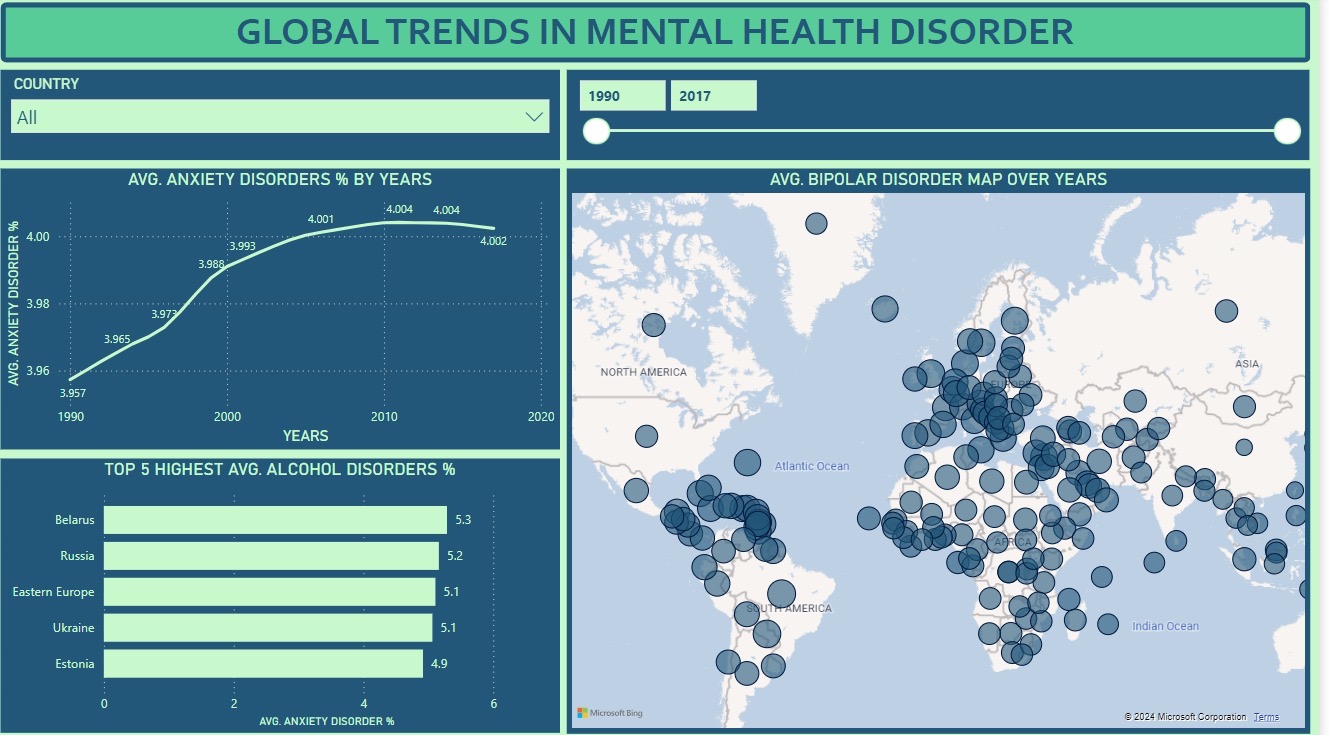 GLOBAL TRENDS IN MENTAL HEALTH DISORDER
COUNTRY
All
1990
2017
AVG. ANXIETY DISORDERS % BY YEARS
AVG. ANXIETY DISORDER %
4.00
3.98
3.96
3.957
3.965
3.973
3.988
3.993
4.001
4.004
4.004
4.002
1990
2000
2010
2020
YEARS
TOP 5 HIGHEST AVG. ALCOHOL DISORDERS %
Belarus
5.3
Russia
5.2
Eastern Europe
5.1
Ukraine
5.1
Estonia
4.9
0
2
4
6
AVG. ANXIETY DISORDER %
AVG. BIPOLAR DISORDER MAP OVER YEARS
NORTH AMERICA
EUROPE
ASIA
Atlantic Ocean
AFRICA
SOUTH AMERICA
Indian Ocean
Microsoft Bing
© 2024 Microsoft Corporation Terms